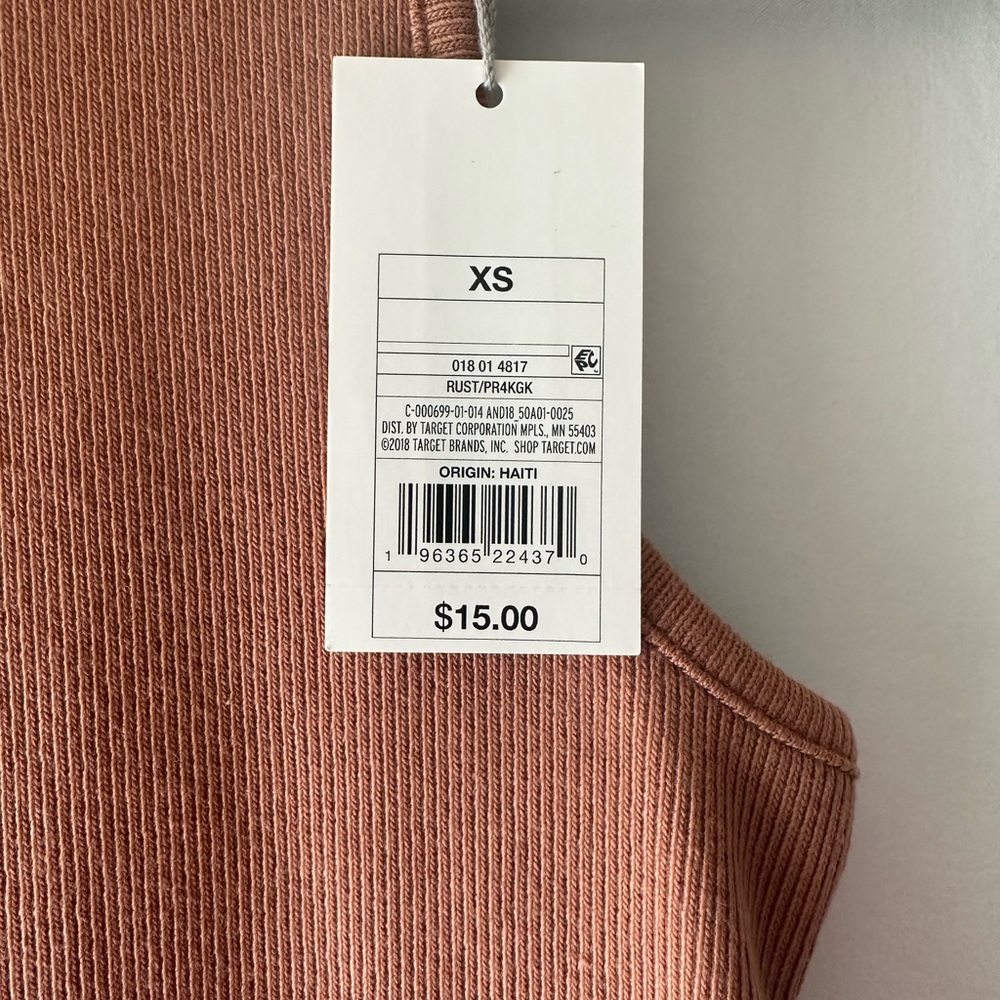 XS
018 01 4817
RUST/PR4KGK
C-000699-01-014 AND18_50A01-0025
DIST. BY TARGET CORPORATION MPLS., MN 55403
©2018 TARGET BRANDS, INC. SHOP TARGET.COM
ORIGIN: HAITI
1 96365 22437 0
$15.00